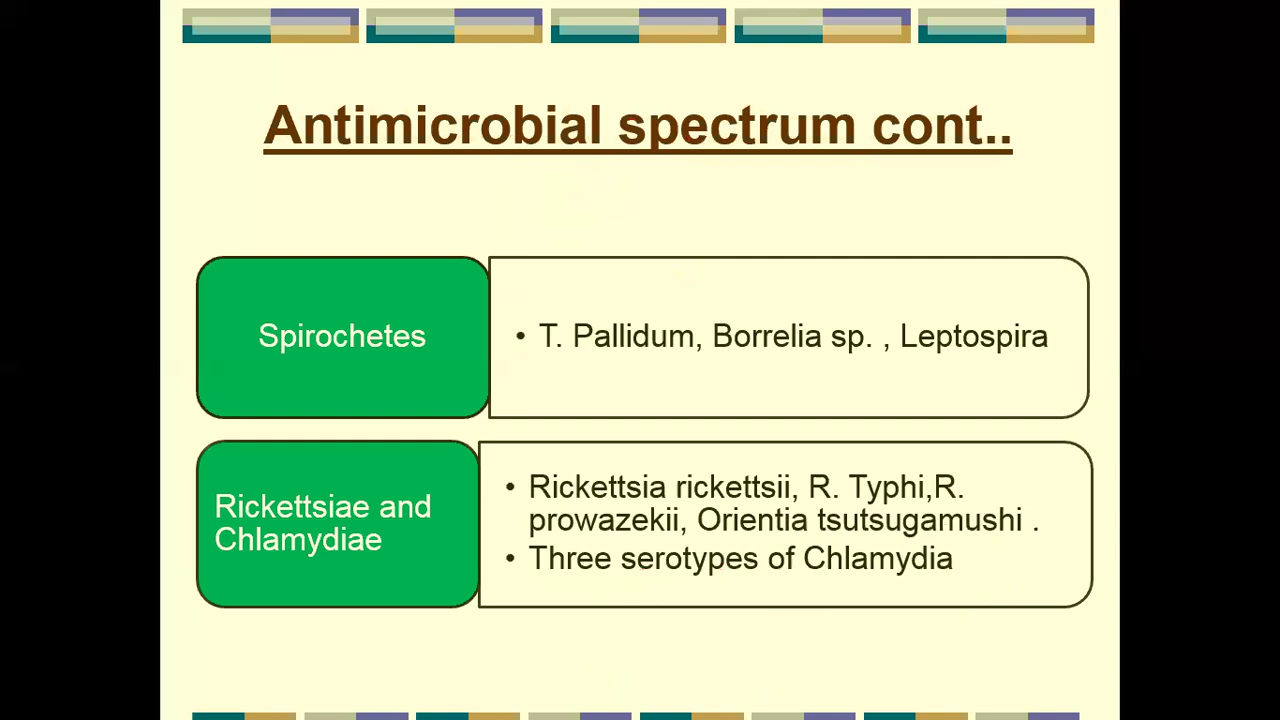 Antimicrobial spectrum cont..
Spirochetes
• T. Pallidum, Borrelia sp. , Leptospira
Rickettsiae and
Chlamydiae
• Rickettsia rickettsii, R. Typhi,R.
prowazekii, Orientia tsutsugamushi .
• Three serotypes of Chlamydia